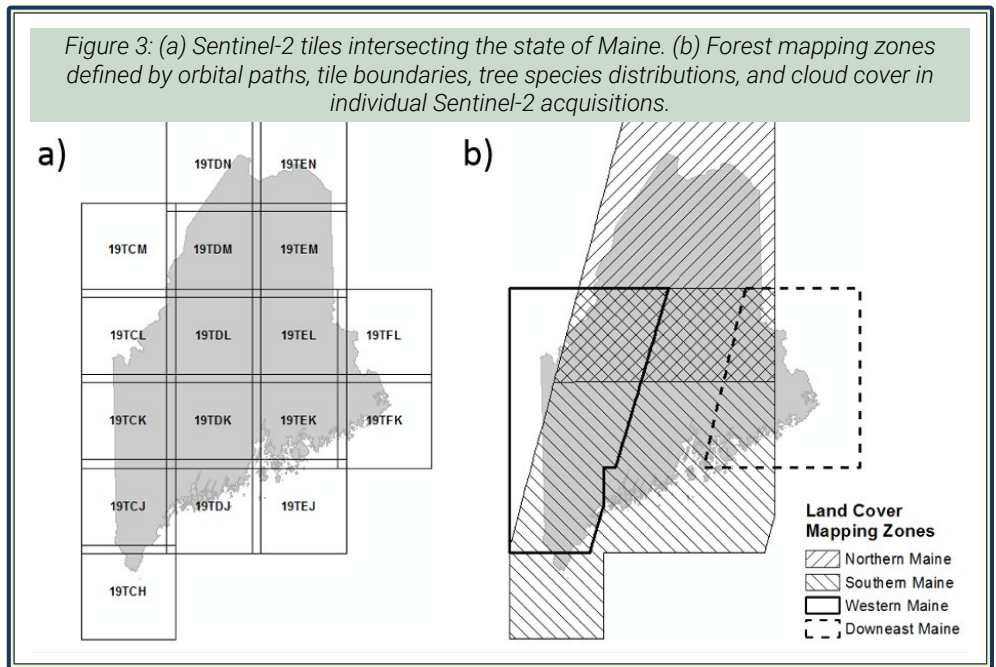 Figure 3: (a) Sentinel-2 tiles intersecting the state of Maine. (b) Forest mapping zones
defined by orbital paths, tile boundaries, tree species distributions, and cloud cover in
individual Sentinel-2 acquisitions.
a)
19TDN
19TEN
19TCM
19TDM
19TEM
19TCL
19TDL
19TEL
19TFL
19TCK
19TDK
19TEK
19TFK
19TCJ
19TDJ
19TEJ
19TCH
b)
Land Cover
Mapping Zones
Northern Maine
Southern Maine
Western Maine
Downeast Maine